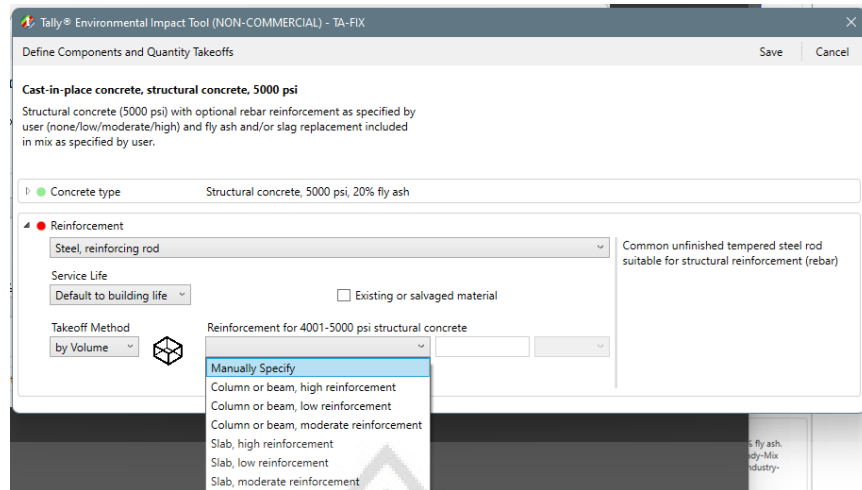 Tally® Environmental Impact Tool (NON-COMMERCIAL) - TA-FIX
Define Components and Quantity Takeoffs
Save
Cancel
Cast-in-place concrete, structural concrete, 5000 psi
Structural concrete (5000 psi) with optional rebar reinforcement as specified by
user (none/low/moderate/high) and fly ash and/or slag replacement included
in mix as specified by user.
Concrete type
Structural concrete, 5000 psi, 20% fly ash
Reinforcement
Steel, reinforcing rod
Common unfinished tempered steel rod
suitable for structural reinforcement (rebar)
Service Life
Default to building life
Existing or salvaged material
Takeoff Method
Reinforcement for 4001-5000 psi structural concrete
by Volume
Manually Specify
Column or beam, high reinforcement
Column or beam, low reinforcement
Column or beam, moderate reinforcement
Slab, high reinforcement
Slab, low reinforcement
Slab, moderate reinforcement
fly ash.